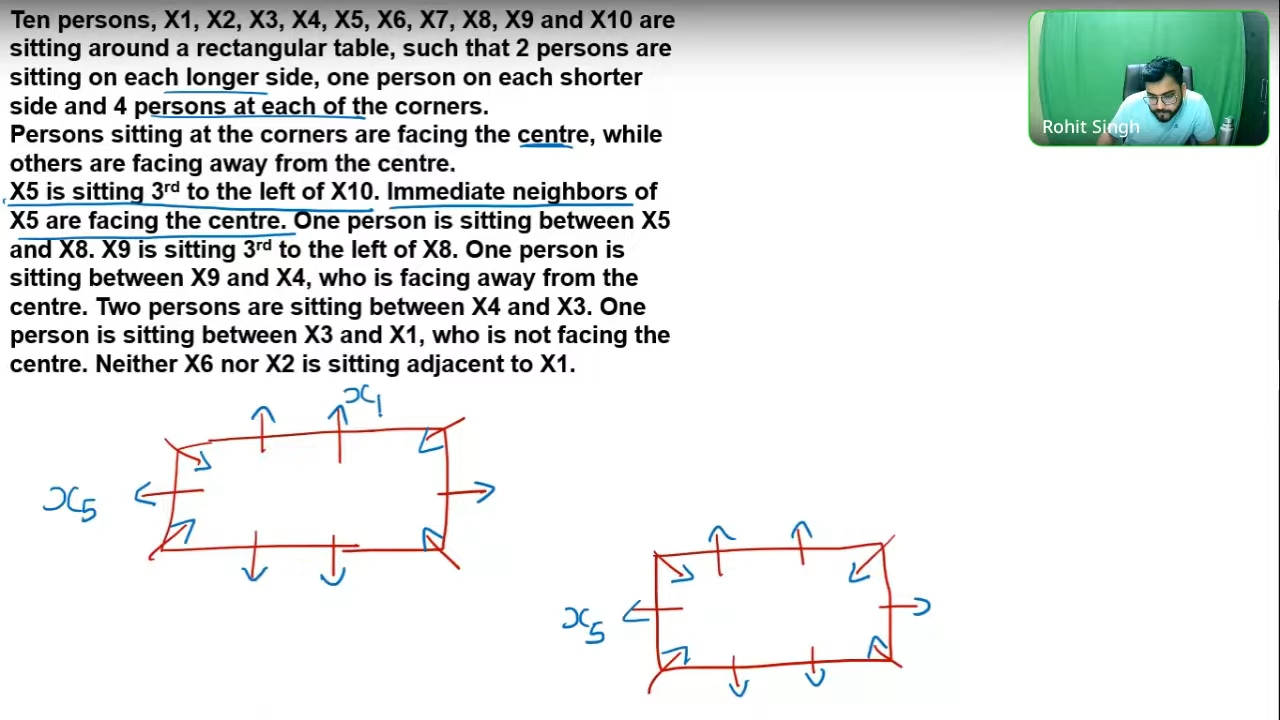 Ten persons, X1, X2, X3, X4, X5, X6, X7, X8, X9 and X10 are
sitting around a rectangular table, such that 2 persons are
sitting on each longer side, one person on each shorter
side and 4 persons at each of the corners.
Persons sitting at the corners are facing the centre, while
others are facing away from the centre.
X5 is sitting 3rd to the left of X10. Immediate neighbors of
X5 are facing the centre. One person is sitting between X5
and X8. X9 is sitting 3rd to the left of X8. One person is
sitting between X9 and X4, who is facing away from the
centre. Two persons are sitting between X4 and X3. One
person is sitting between X3 and X1, who is not facing the
centre. Neither X6 nor X2 is sitting adjacent to X1.
Rohit Singh
x1
x5
x5